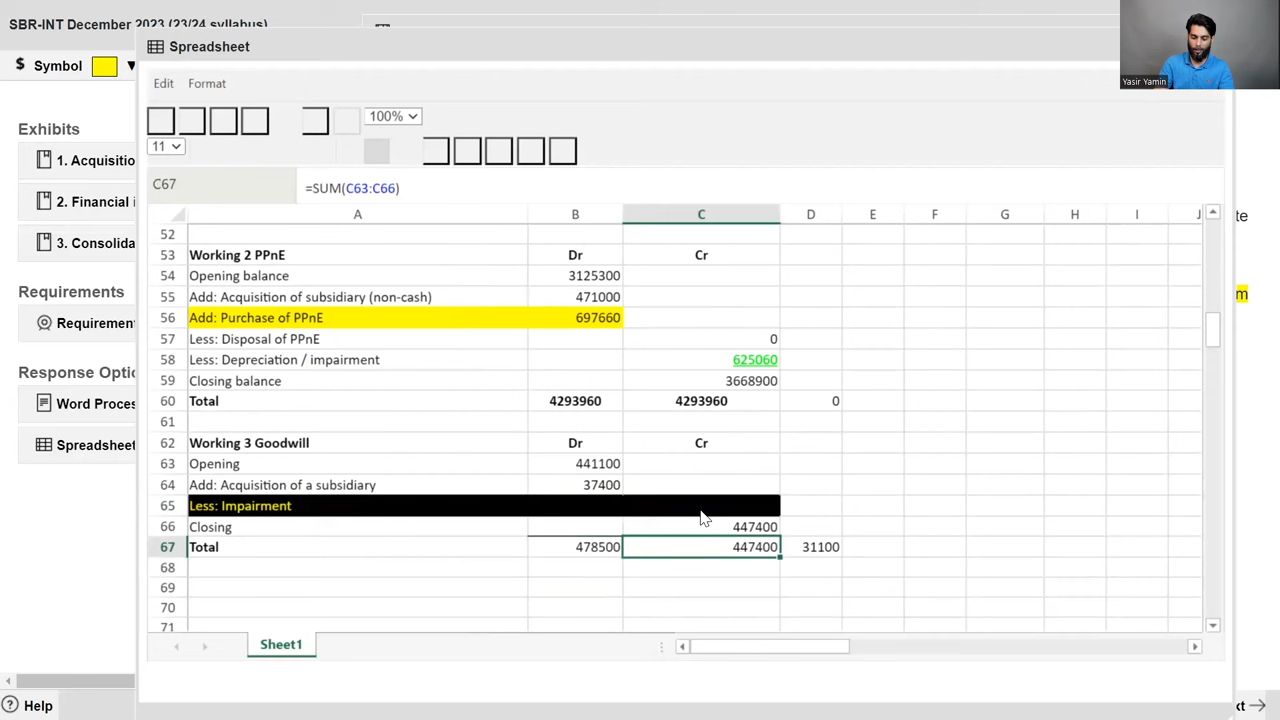 SBR-INT December 2023 (23/24 syllabus)
$ Symbol
Exhibits
1. Acquisitio
2. Financial i
3. Consolida
Requirements
Requirement
Response Optio
Word Proces
Spreadsheet
Help
Spreadsheet
Edit Format
100%
11
C67 =SUM(C63:C66)
A B C D E F G H I J
52
53 Working 2 PPnE Dr Cr
54 Opening balance 3125300
55 Add: Acquisition of subsidiary (non-cash) 471000
56 Add: Purchase of PPnE 697660
57 Less: Disposal of PPnE 0
58 Less: Depreciation / impairment 625060
59 Closing balance 3668900
60 Total 4293960 4293960 0
61
62 Working 3 Goodwill Dr Cr
63 Opening 441100
64 Add: Acquisition of a subsidiary 37400
65 Less: Impairment
66 Closing 447400
67 Total 478500 447400 31100
68
69
70
71
Sheet1
Yasir Yamin
te
m
xt